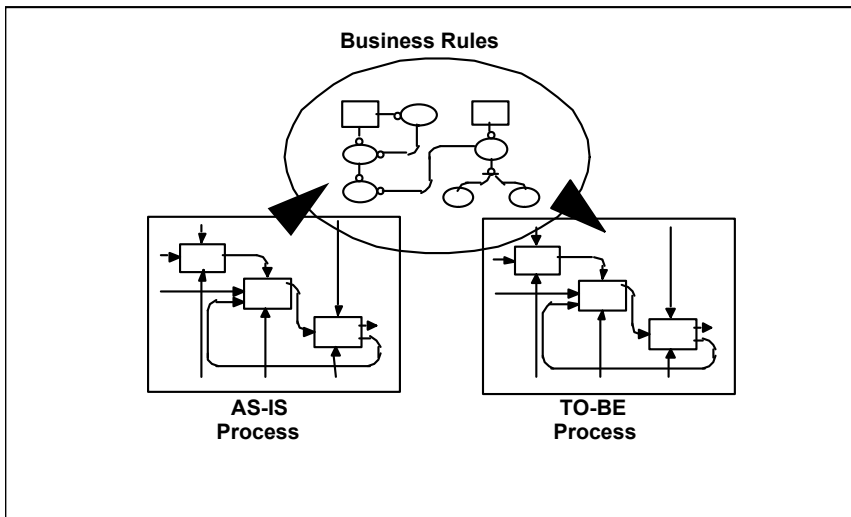 Business Rules
AS-IS
Process
TO-BE
Process